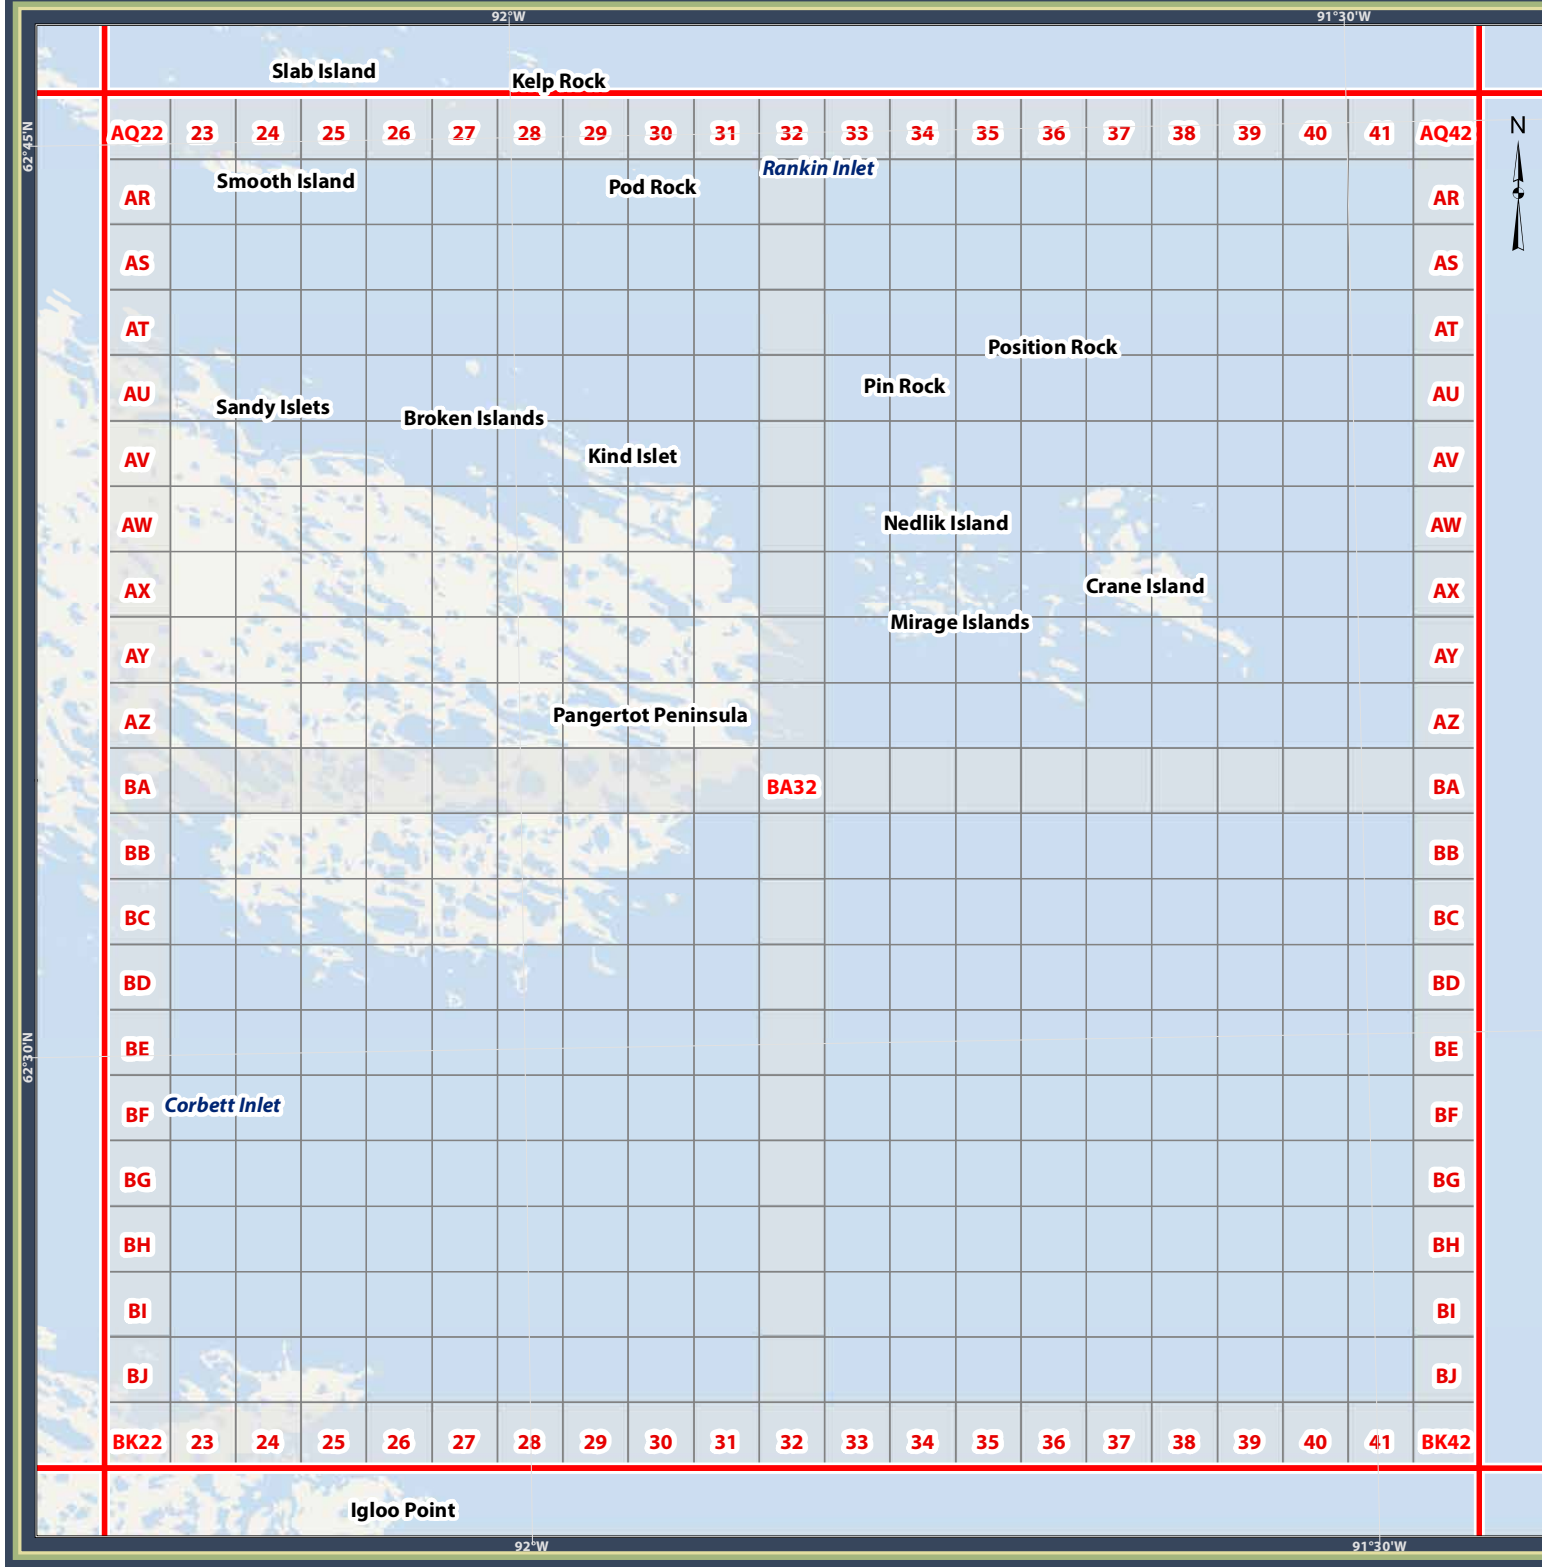 92°W 91°30'W
Slab Island
Kelp Rock
62°45'N
AQ22 23 24 25 26 27 28 29 30 31 32 33 34 35 36 37 38 39 40 41 AQ42
N
Rankin Inlet
Smooth Island
Pod Rock
AR AR
AS AS
AT AT
Position Rock
Pin Rock
AU AU
Sandy Islets
Broken Islands
Kind Islet
AV AV
Nedlik Island
AW AW
Crane Island
AX AX
Mirage Islands
AY AY
Pangertot Peninsula
AZ AZ
BA BA32 BA
BB BB
BC BC
BD BD
BE BE
62°30'N
Corbett Inlet
BF BF
BG BG
BH BH
BI BI
BJ BJ
BK22 23 24 25 26 27 28 29 30 31 32 33 34 35 36 37 38 39 40 41 BK42
Igloo Point
92°W 91°30'W